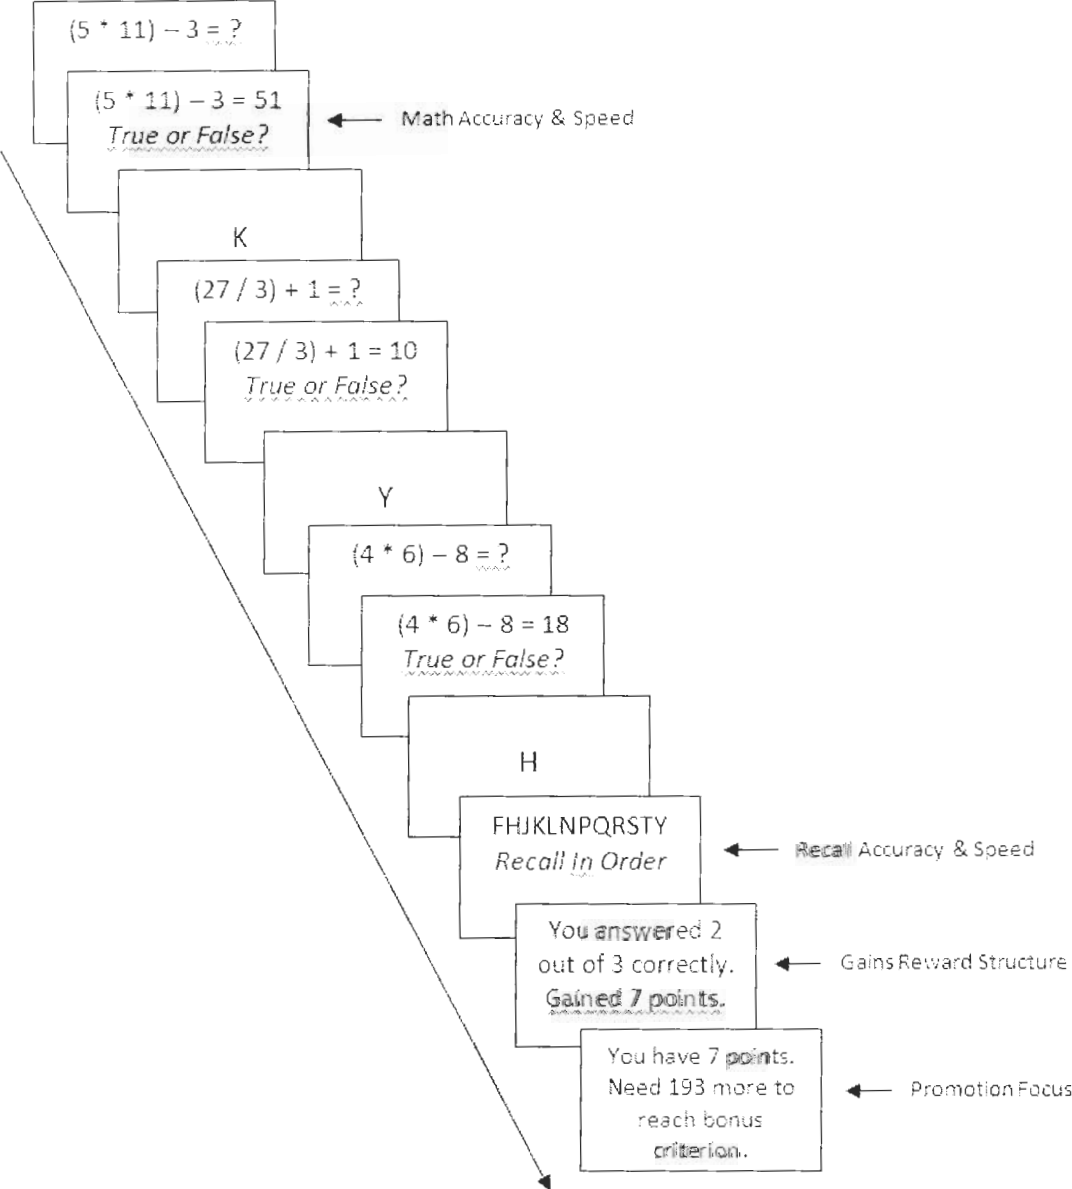 (5 * 11) – 3 = ?
(5 * 11) – 3 = 51
True or False?
Math Accuracy & Speed
K
(27 / 3) + 1 = ?
(27 / 3) + 1 = 10
True or False?
Y
(4 * 6) – 8 = ?
(4 * 6) – 8 = 18
True or False?
H
FHJKLNPQRSTY
Recall In Order
Recall Accuracy & Speed
You answered 2
out of 3 correctly.
Gained 7 points.
Gains Reward Structure
You have 7 points.
Need 193 more to
reach bonus
criterion.
Promotion Focus